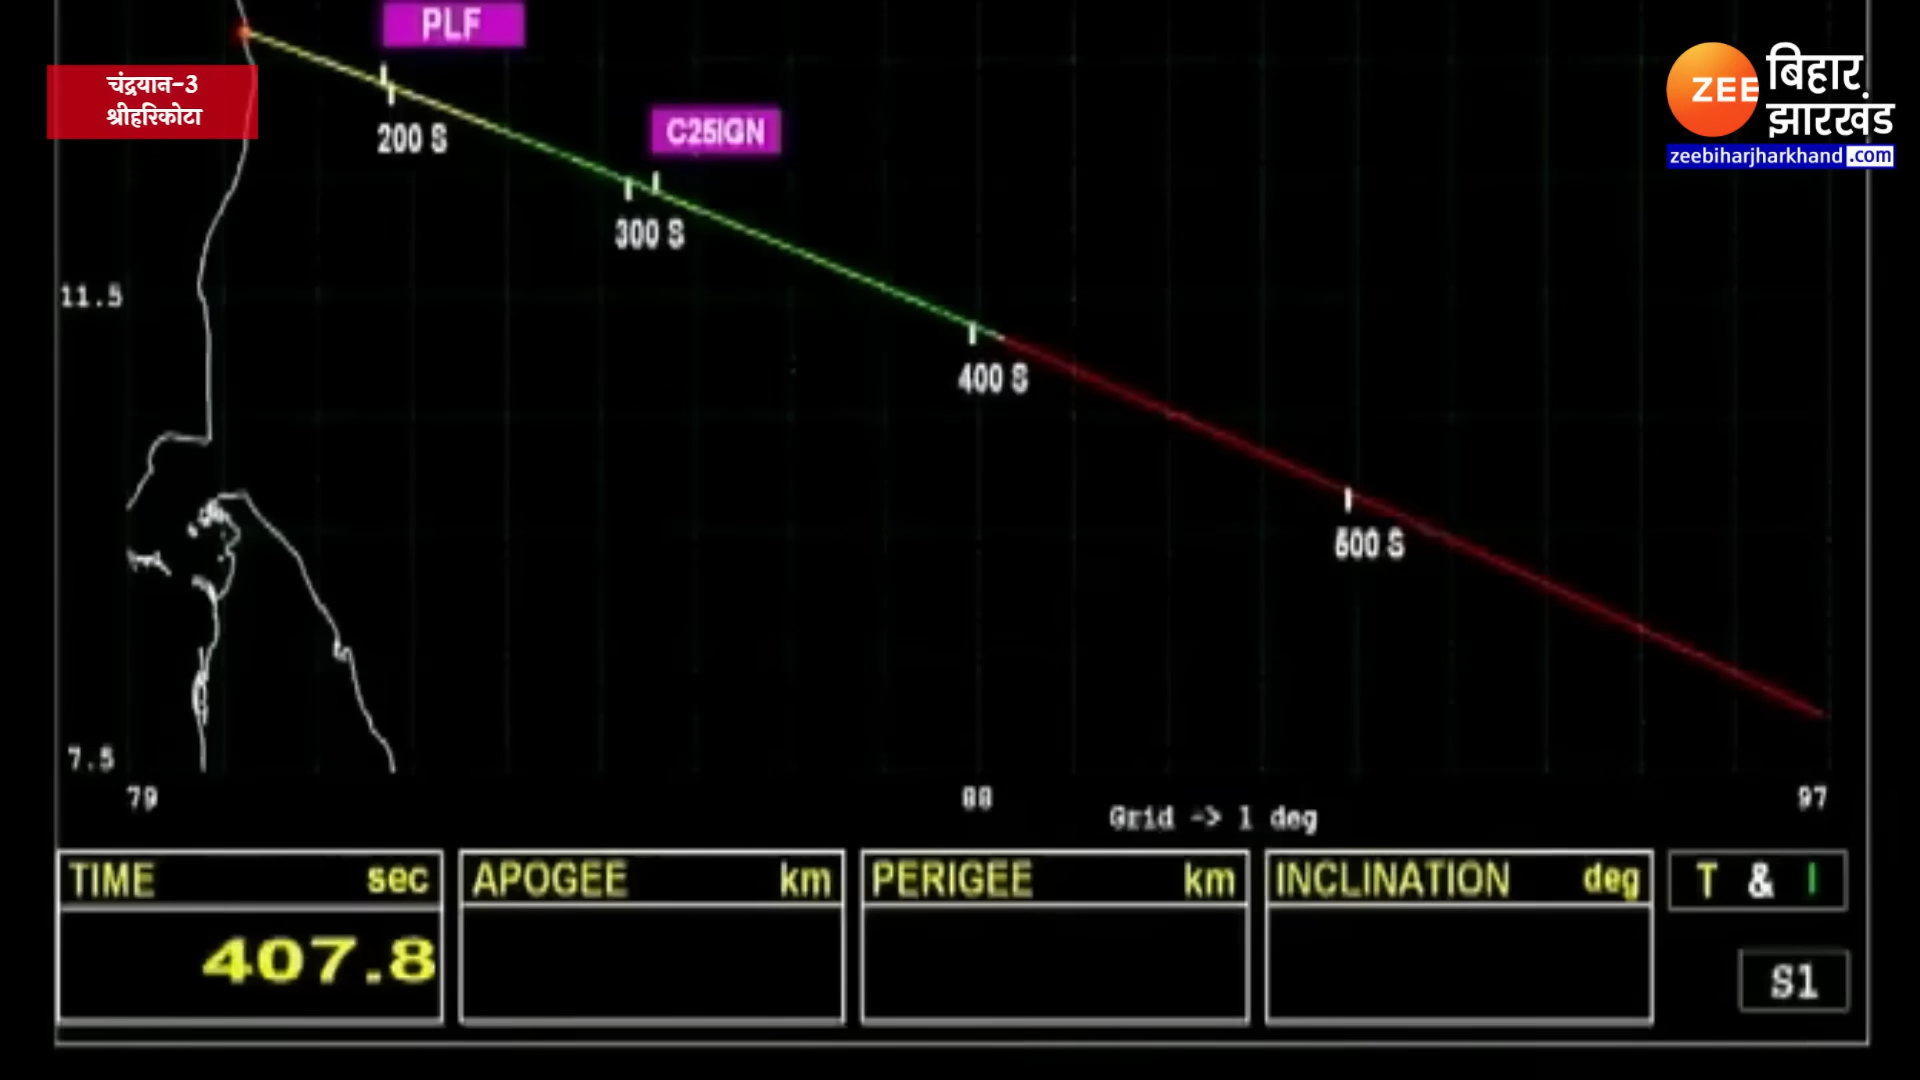 PLF
चंद्रयान-3
श्रीहरिकोटा
ZEE
बिहार
झारखंड
zeebiharjharkhand.com
200 S
C25IGN
300 S
11.5
400 S
500 S
7.5
79
88
97
Grid -> 1 deg
TIME sec
APOGEE km
PERIGEE km
INCLINATION deg
T & I
407.8
S1